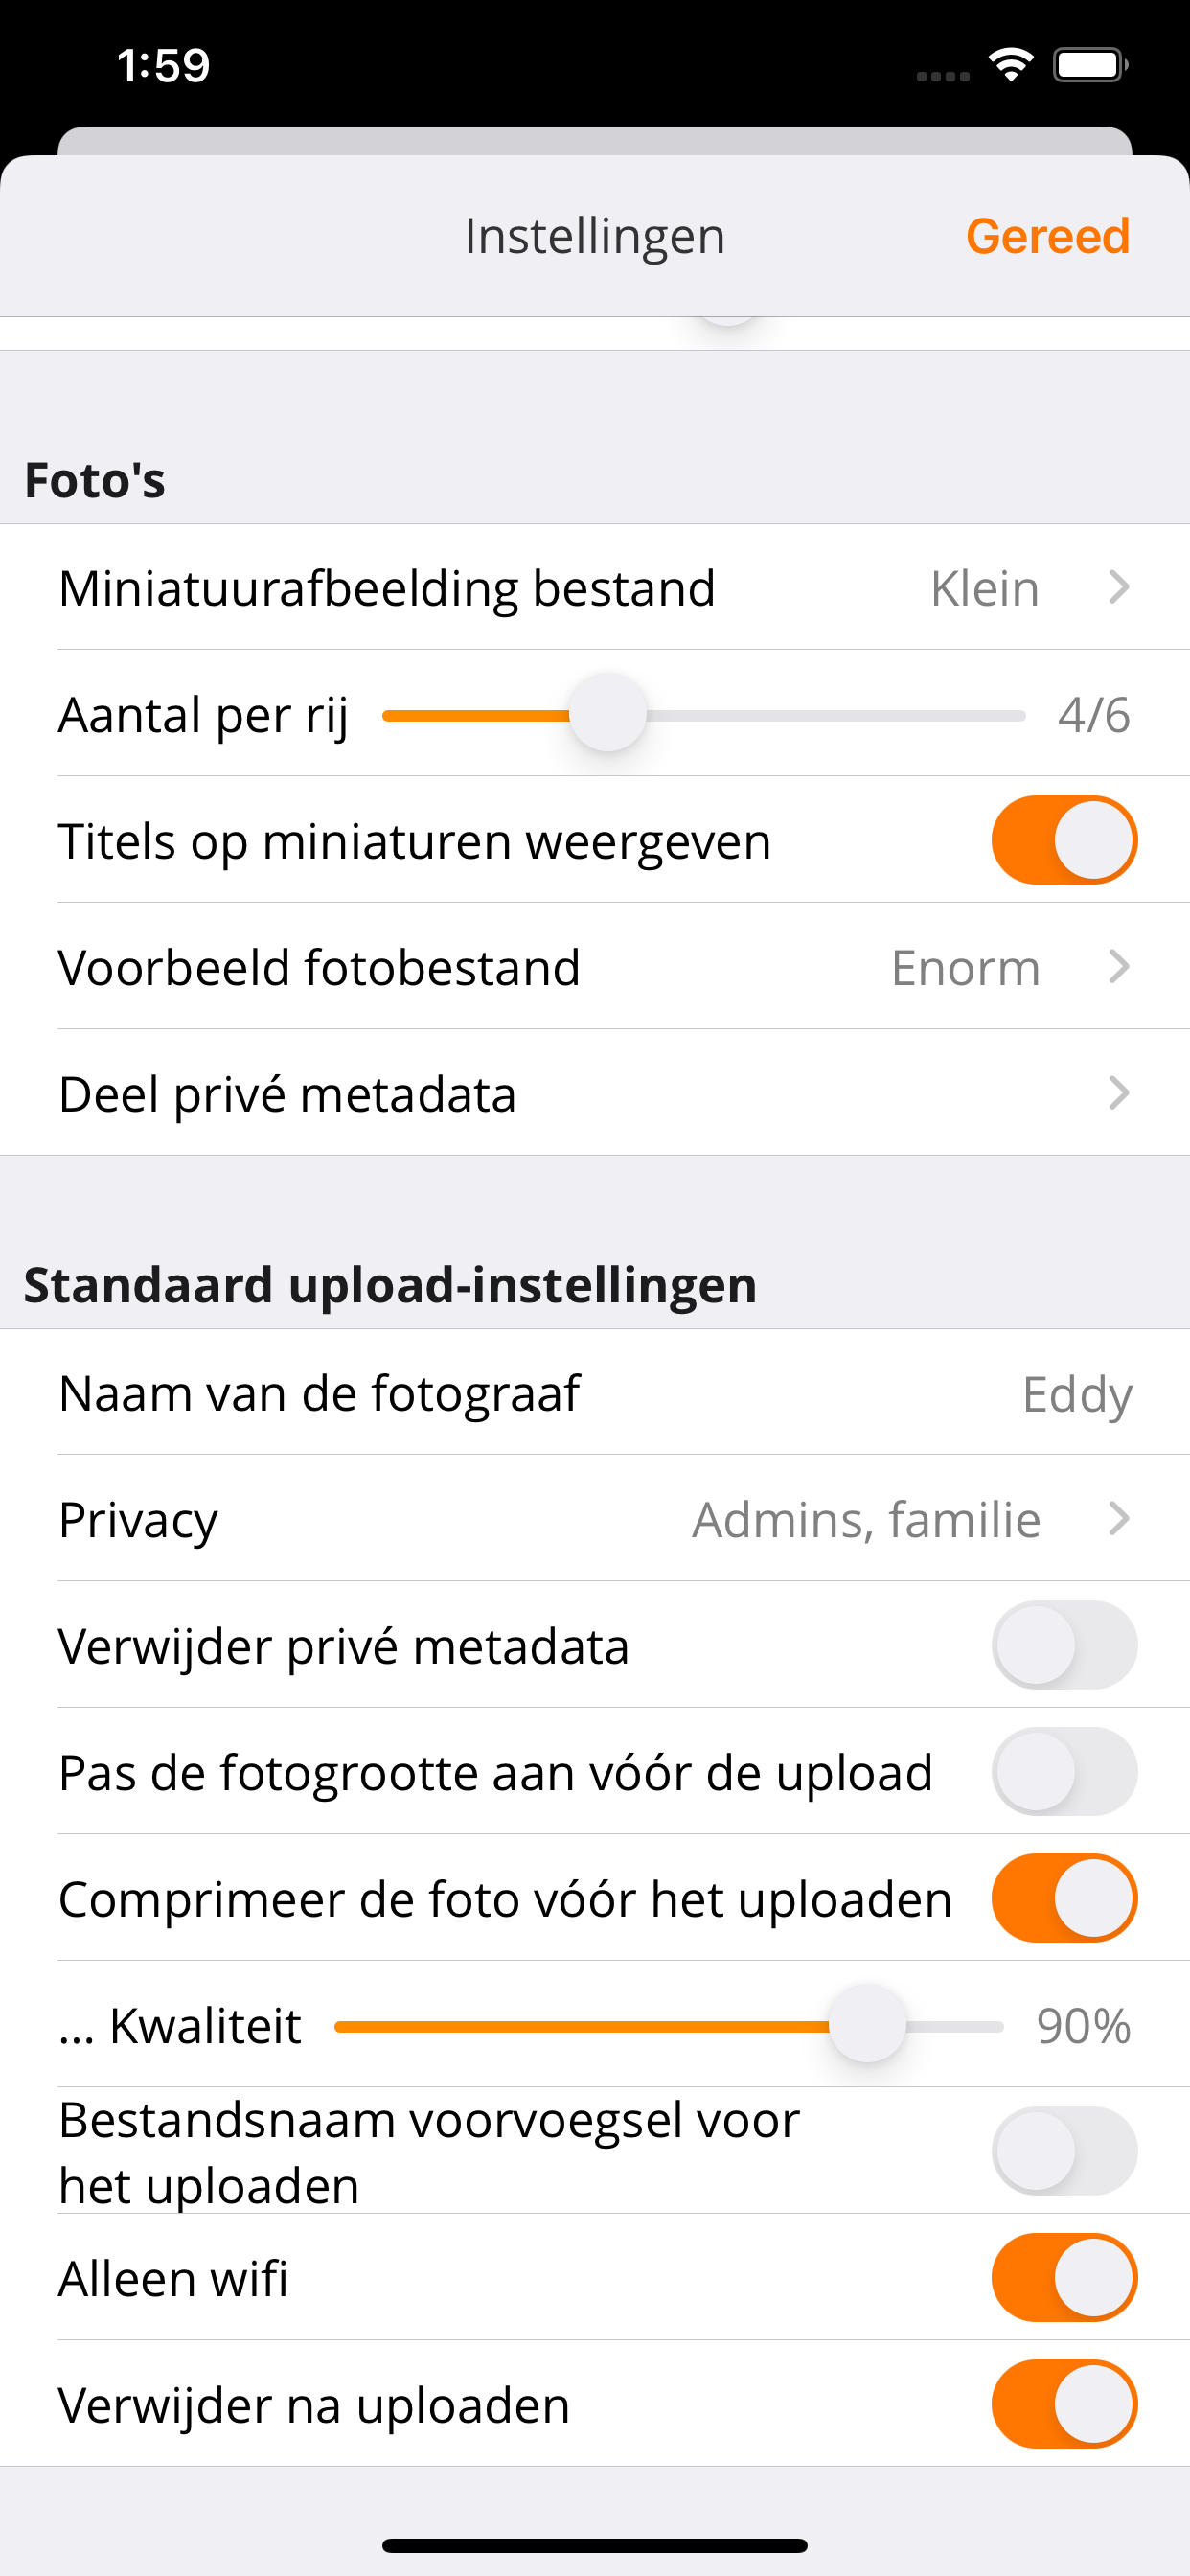 1:59
Instellingen
Gereed
Foto's
Miniatuurafbeelding bestand Klein
Aantal per rij 4/6
Titels op miniaturen weergeven
Voorbeeld fotobestand Enorm
Deel privé metadata
Standaard upload-instellingen
Naam van de fotograaf Eddy
Privacy Admins, familie
Verwijder privé metadata
Pas de fotogrootte aan vóór de upload
Comprimeer de foto vóór het uploaden
... Kwaliteit 90%
Bestandsnaam voorvoegsel voor
het uploaden
Alleen wifi
Verwijder na uploaden